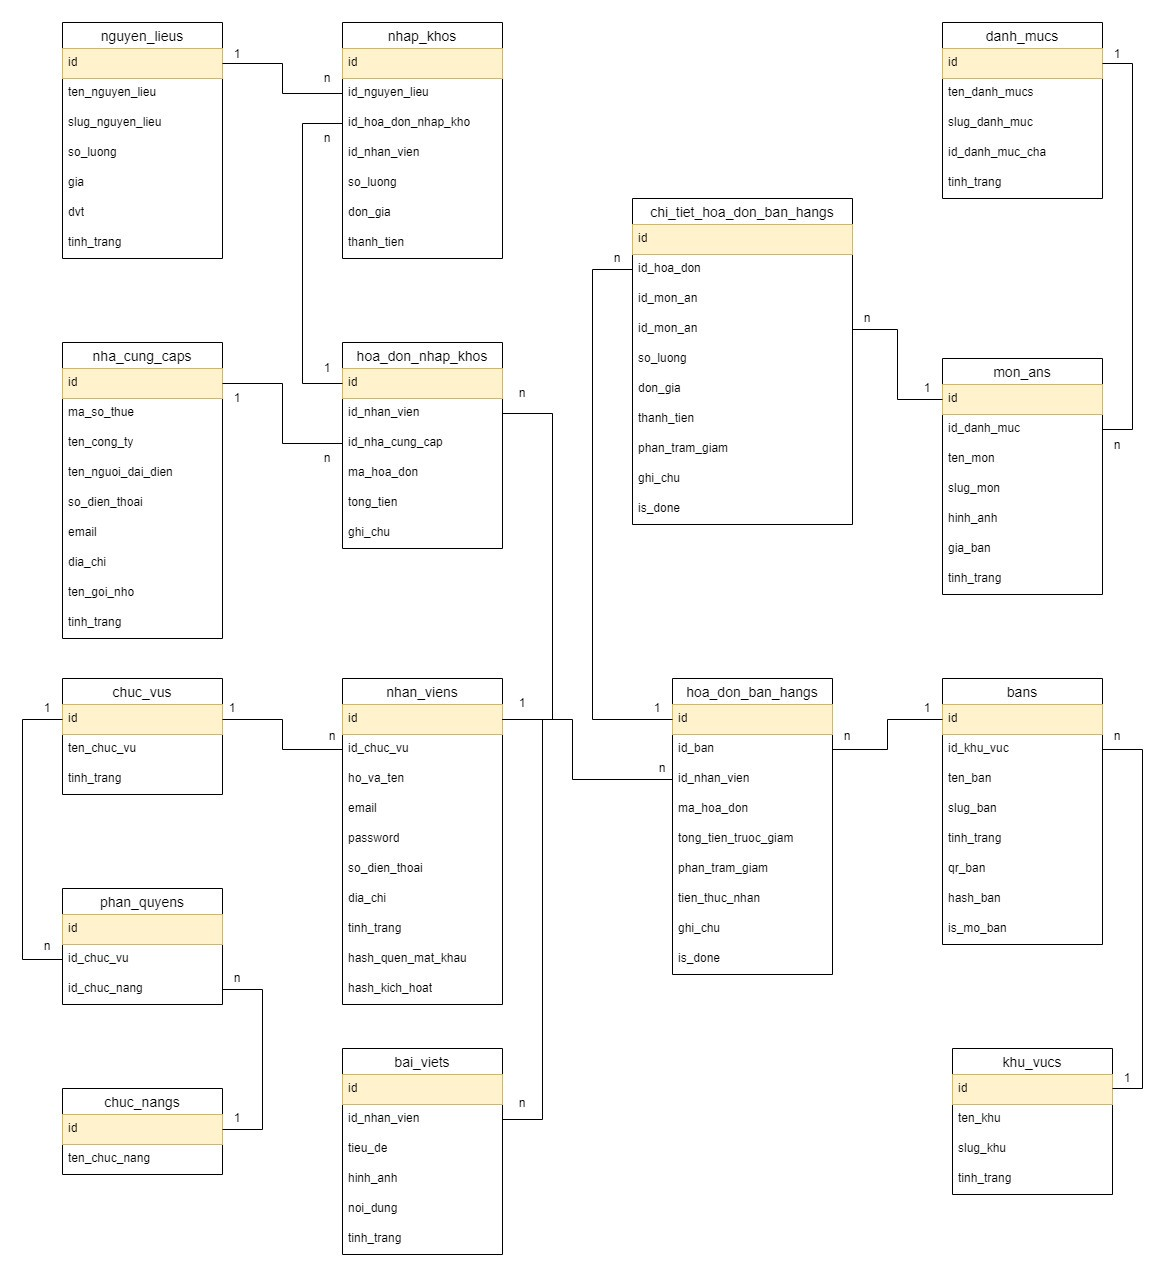 nguyen_lieus
id
ten_nguyen_lieu
slug_nguyen_lieu
so_luong
gia
dvt
tinh_trang
1
n
nhap_khos
id
id_nguyen_lieu
id_hoa_don_nhap_kho
id_nhan_vien
so_luong
don_gia
thanh_tien
n
1
danh_mucs
id
ten_danh_mucs
slug_danh_muc
id_danh_muc_cha
tinh_trang
1
n
chi_tiet_hoa_don_ban_hangs
id
id_hoa_don
id_mon_an
id_mon_an
so_luong
don_gia
thanh_tien
phan_tram_giam
ghi_chu
is_done
n
n
1
mon_ans
id
id_danh_muc
ten_mon
slug_mon
hinh_anh
gia_ban
tinh_trang
nha_cung_caps
id
ma_so_thue
ten_cong_ty
ten_nguoi_dai_dien
so_dien_thoai
email
dia_chi
ten_goi_nho
tinh_trang
1
n
hoa_don_nhap_khos
id
id_nhan_vien
id_nha_cung_cap
ma_hoa_don
tong_tien
ghi_chu
n
chuc_vus
id
ten_chuc_vu
tinh_trang
1
1
n
nhan_viens
id
id_chuc_vu
ho_va_ten
email
password
so_dien_thoai
dia_chi
tinh_trang
hash_quen_mat_khau
hash_kich_hoat
1
1
n
hoa_don_ban_hangs
id
id_ban
id_nhan_vien
ma_hoa_don
tong_tien_truoc_giam
phan_tram_giam
tien_thuc_nhan
ghi_chu
is_done
n
1
bans
id
id_khu_vuc
ten_ban
slug_ban
tinh_trang
qr_ban
hash_ban
is_mo_ban
n
phan_quyens
id
id_chuc_vu
id_chuc_nang
n
n
chuc_nangs
id
ten_chuc_nang
1
bai_viets
id
id_nhan_vien
tieu_de
hinh_anh
noi_dung
tinh_trang
n
khu_vucs
id
ten_khu
slug_khu
tinh_trang
1